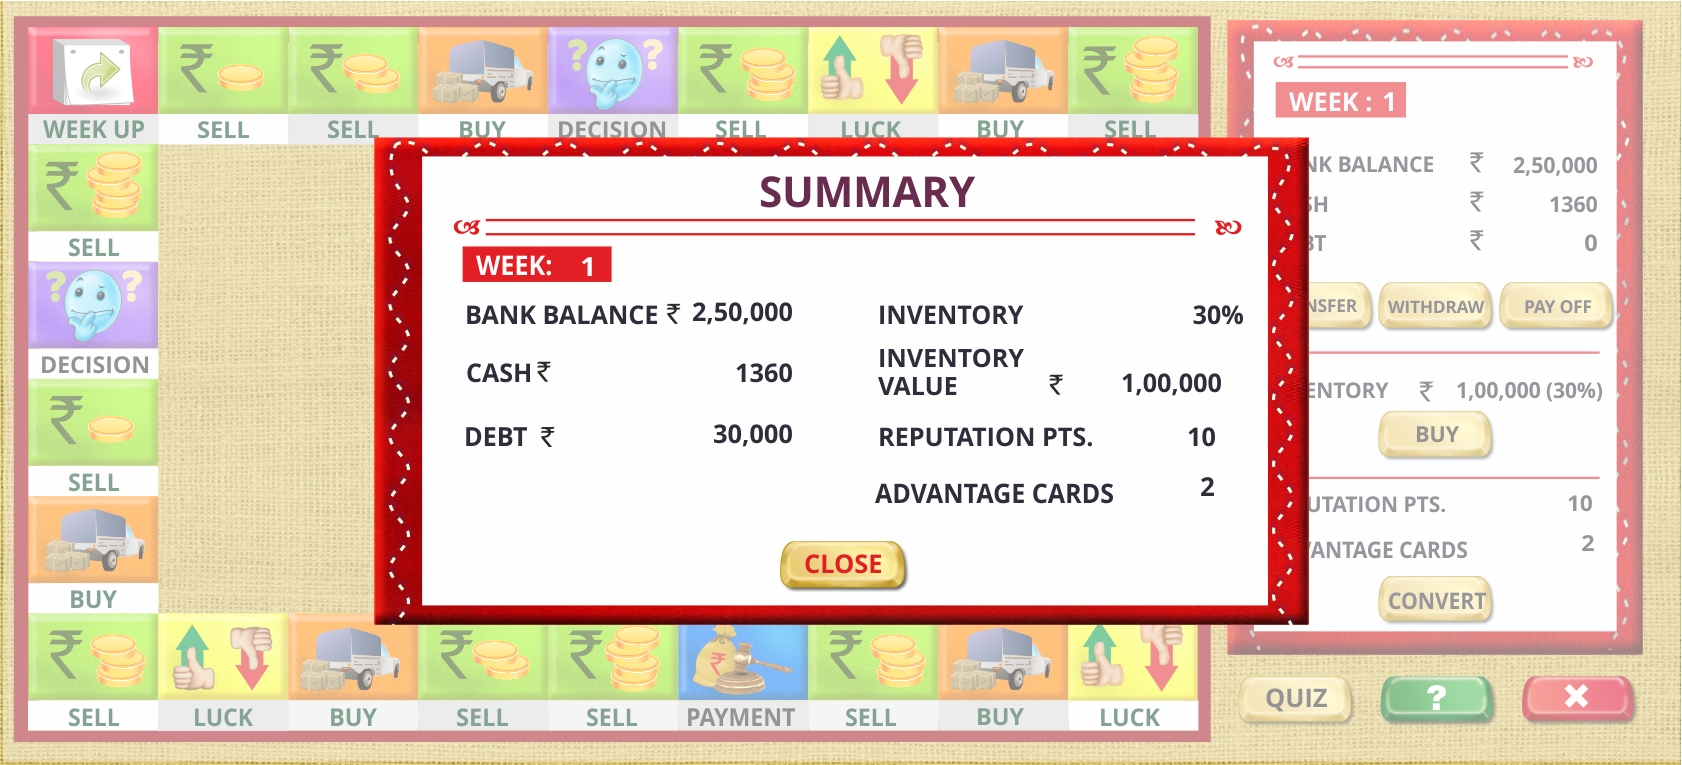 WEEK UP SELL SELL BUY DECISION SELL LUCK BUY SELL
SELL
DECISION
SELL
BUY
SELL LUCK BUY SELL SELL PAYMENT SELL BUY LUCK
SUMMARY
WEEK: 1
BANK BALANCE ₹ 2,50,000
CASH ₹ 1360
DEBT ₹ 30,000
INVENTORY 30%
INVENTORY
VALUE ₹ 1,00,000
REPUTATION PTS. 10
ADVANTAGE CARDS 2
CLOSE
WEEK : 1
NK BALANCE ₹ 2,50,000
SH ₹ 1360
BT ₹ 0
NSFER WITHDRAW PAY OFF
ENTORY ₹ 1,00,000 (30%)
BUY
UTATION PTS. 10
VANTAGE CARDS 2
CONVERT
QUIZ ?